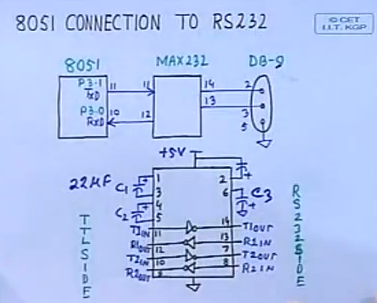 8051 CONNECTION TO RS232
© CET
I.I.T. KGP
8051 MAX232 DB-9
P3.1
TxD
11 11 14 2
P3.0
RxD
10 12 13 3
5
+5V
22µF
C1 1 2
3 6 C3
C2 4
5
T1IN 11 14 T1OUT
R1OUT 12 13 R1IN
T2IN 10 7 T2OUT
R2OUT 9 8 R2IN
TTL SIDE
RS232 SIDE